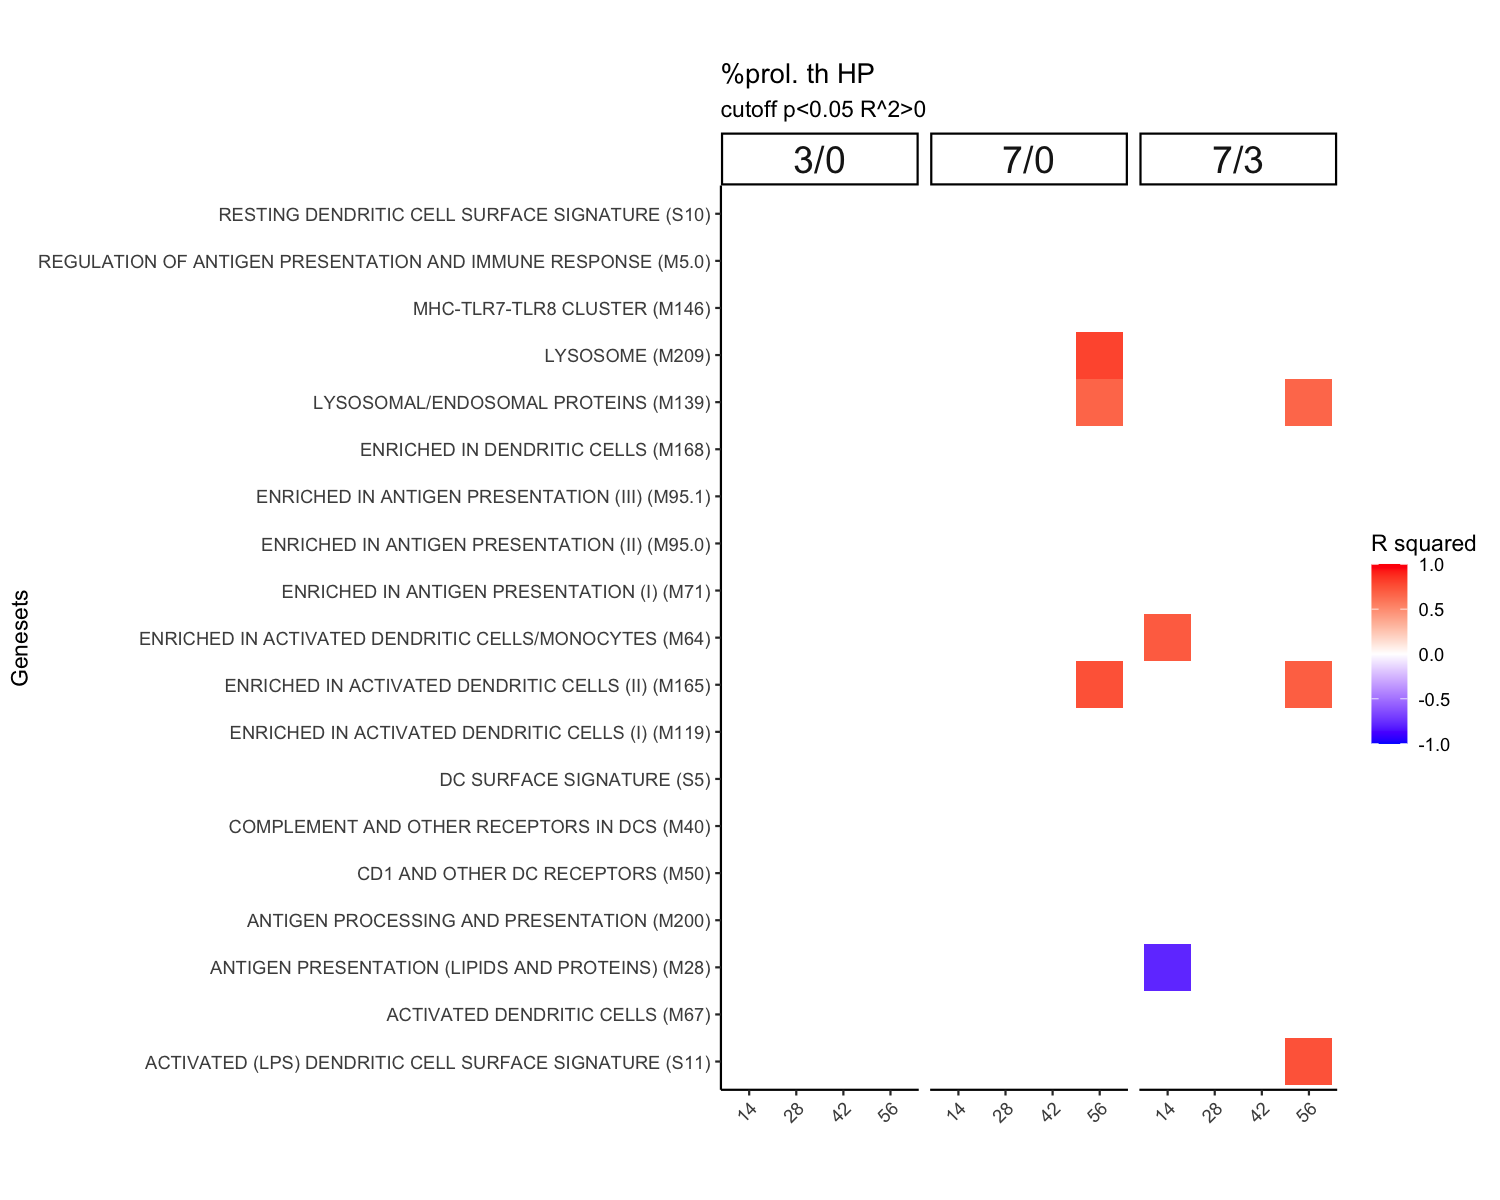 %prol. th HP
cutoff p<0.05 R^2>0
3/0 7/0 7/3
RESTING DENDRITIC CELL SURFACE SIGNATURE (S10)
REGULATION OF ANTIGEN PRESENTATION AND IMMUNE RESPONSE (M5.0)
MHC-TLR7-TLR8 CLUSTER (M146)
LYSOSOME (M209)
LYSOSOMAL/ENDOSOMAL PROTEINS (M139)
ENRICHED IN DENDRITIC CELLS (M168)
ENRICHED IN ANTIGEN PRESENTATION (III) (M95.1)
ENRICHED IN ANTIGEN PRESENTATION (II) (M95.0)
ENRICHED IN ANTIGEN PRESENTATION (I) (M71)
ENRICHED IN ACTIVATED DENDRITIC CELLS/MONOCYTES (M64)
ENRICHED IN ACTIVATED DENDRITIC CELLS (II) (M165)
ENRICHED IN ACTIVATED DENDRITIC CELLS (I) (M119)
DC SURFACE SIGNATURE (S5)
COMPLEMENT AND OTHER RECEPTORS IN DCS (M40)
CD1 AND OTHER DC RECEPTORS (M50)
ANTIGEN PROCESSING AND PRESENTATION (M200)
ANTIGEN PRESENTATION (LIPIDS AND PROTEINS) (M28)
ACTIVATED DENDRITIC CELLS (M67)
ACTIVATED (LPS) DENDRITIC CELL SURFACE SIGNATURE (S11)
Genesets
14 28 42 56 14 28 42 56 14 28 42 56
R squared
1.0
0.5
0.0
-0.5
-1.0